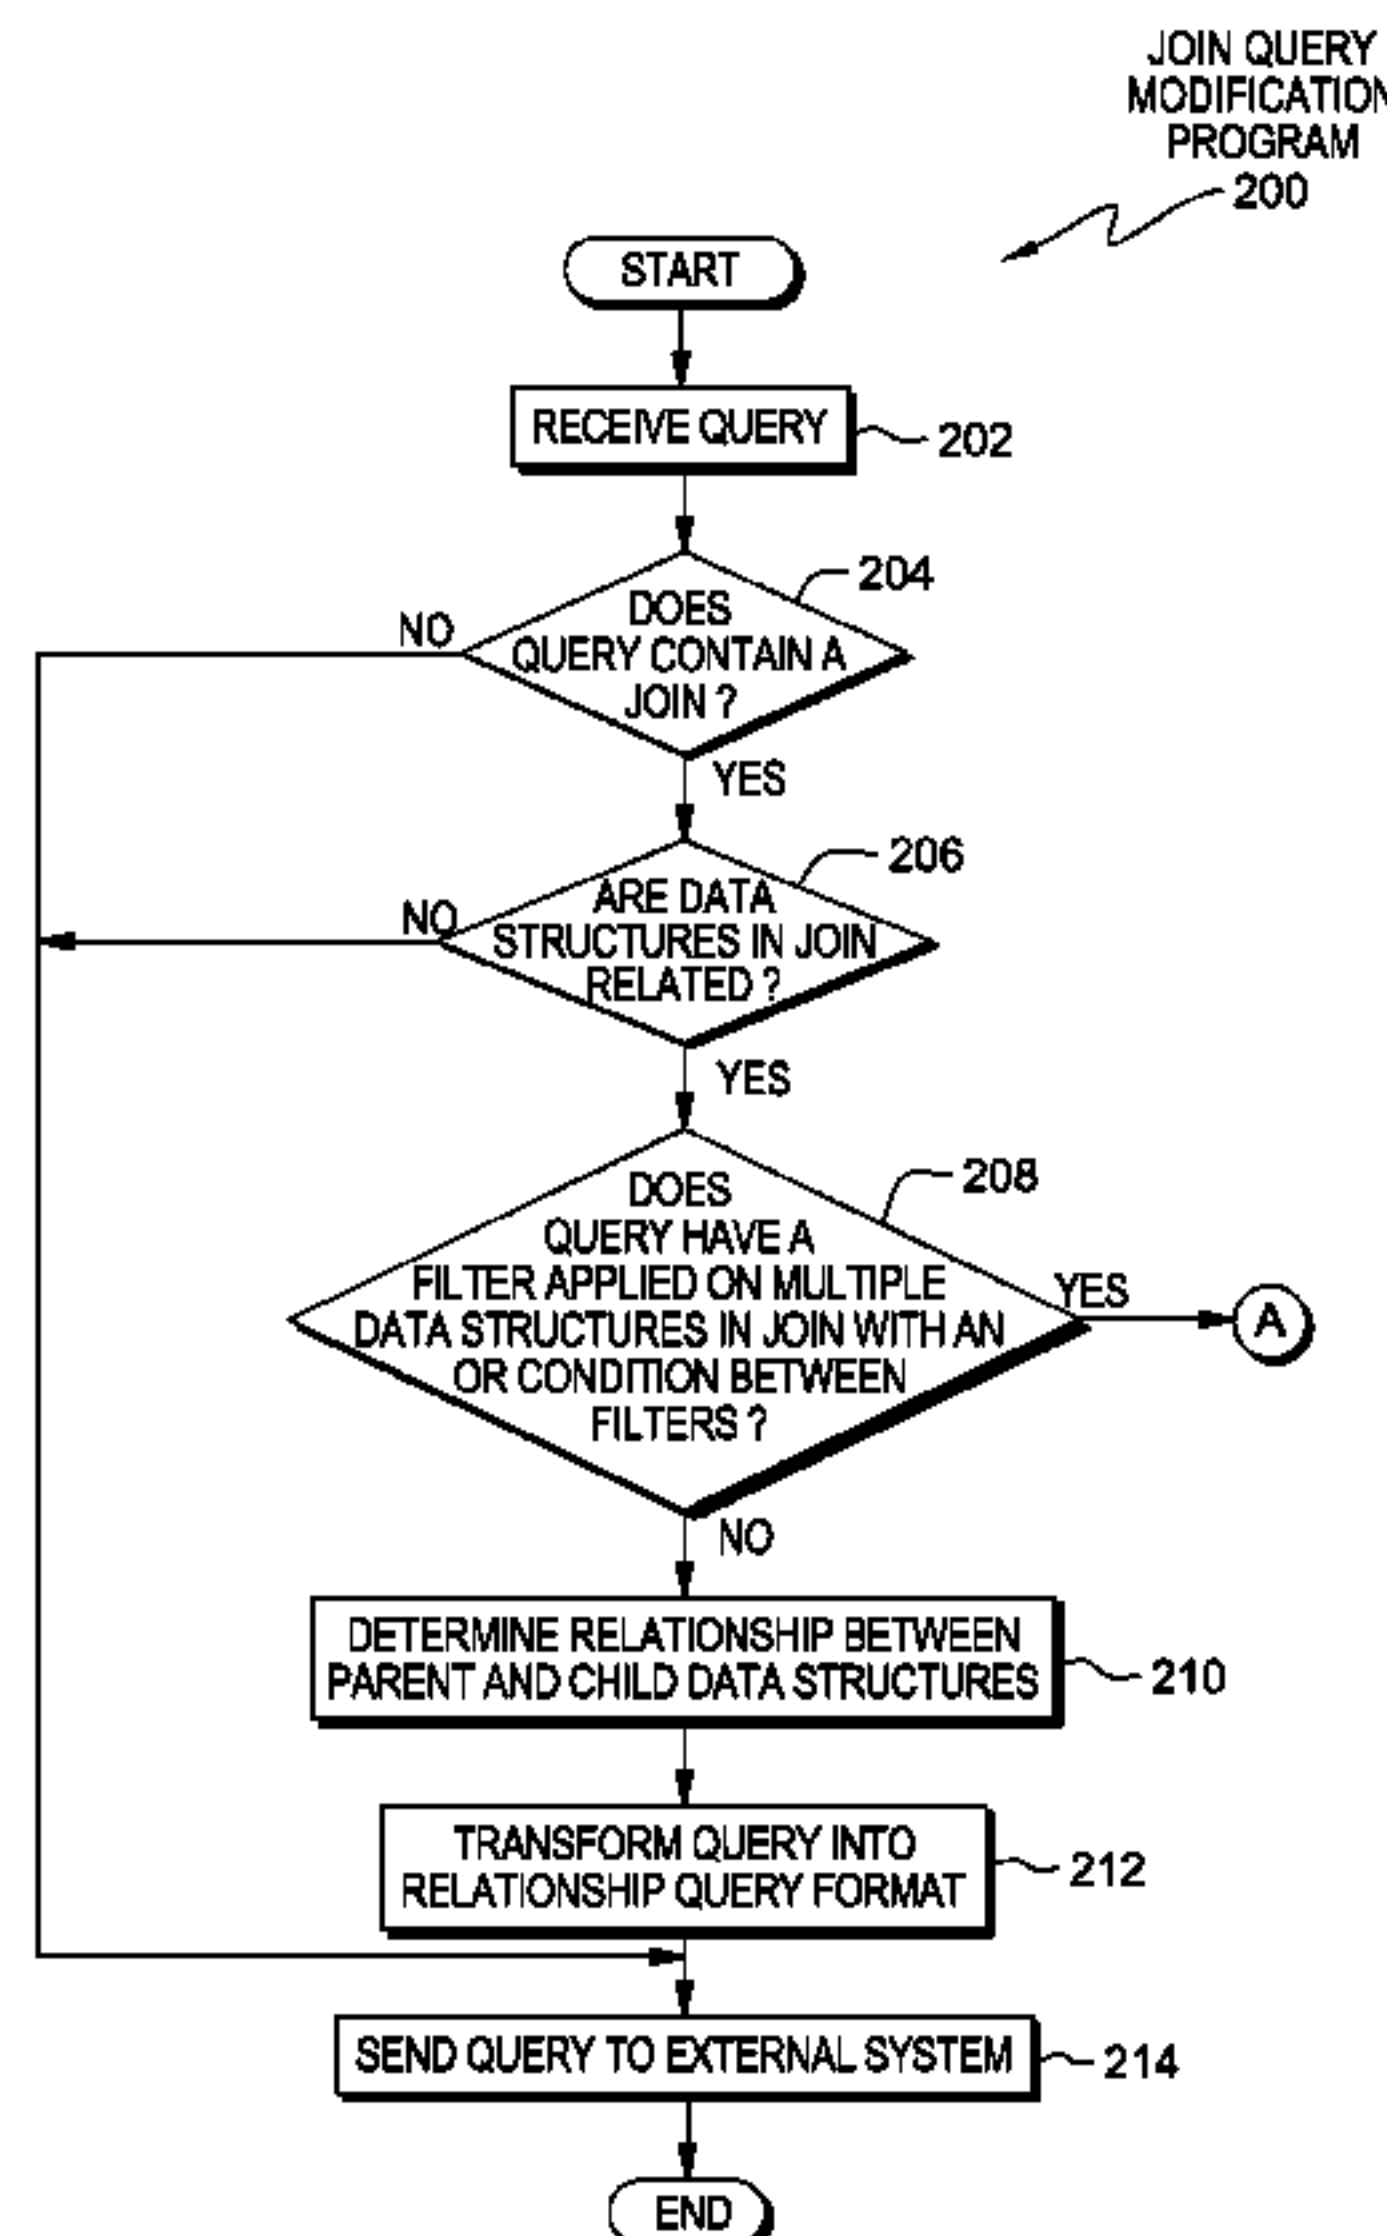 JOIN QUERY
MODIFICATION
PROGRAM
200
START
RECEIVE QUERY
202
204
DOES
QUERY CONTAIN A
JOIN ?
NO
YES
206
ARE DATA
STRUCTURES IN JOIN
RELATED ?
NO
YES
208
DOES
QUERY HAVE A
FILTER APPLIED ON MULTIPLE
DATA STRUCTURES IN JOIN WITH AN
OR CONDITION BETWEEN
FILTERS ?
YES
A
NO
DETERMINE RELATIONSHIP BETWEEN
PARENT AND CHILD DATA STRUCTURES
210
TRANSFORM QUERY INTO
RELATIONSHIP QUERY FORMAT
212
SEND QUERY TO EXTERNAL SYSTEM
214
END